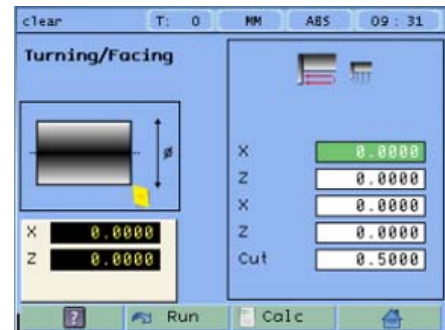 clear T: 0 MM ABS 09 : 31
Turning/Facing
ø
X 0.0000
Z 0.0000
X 0.0000
Z 0.0000
Cut 0.5000
X 0.0000
Z 0.0000
? Run Calc